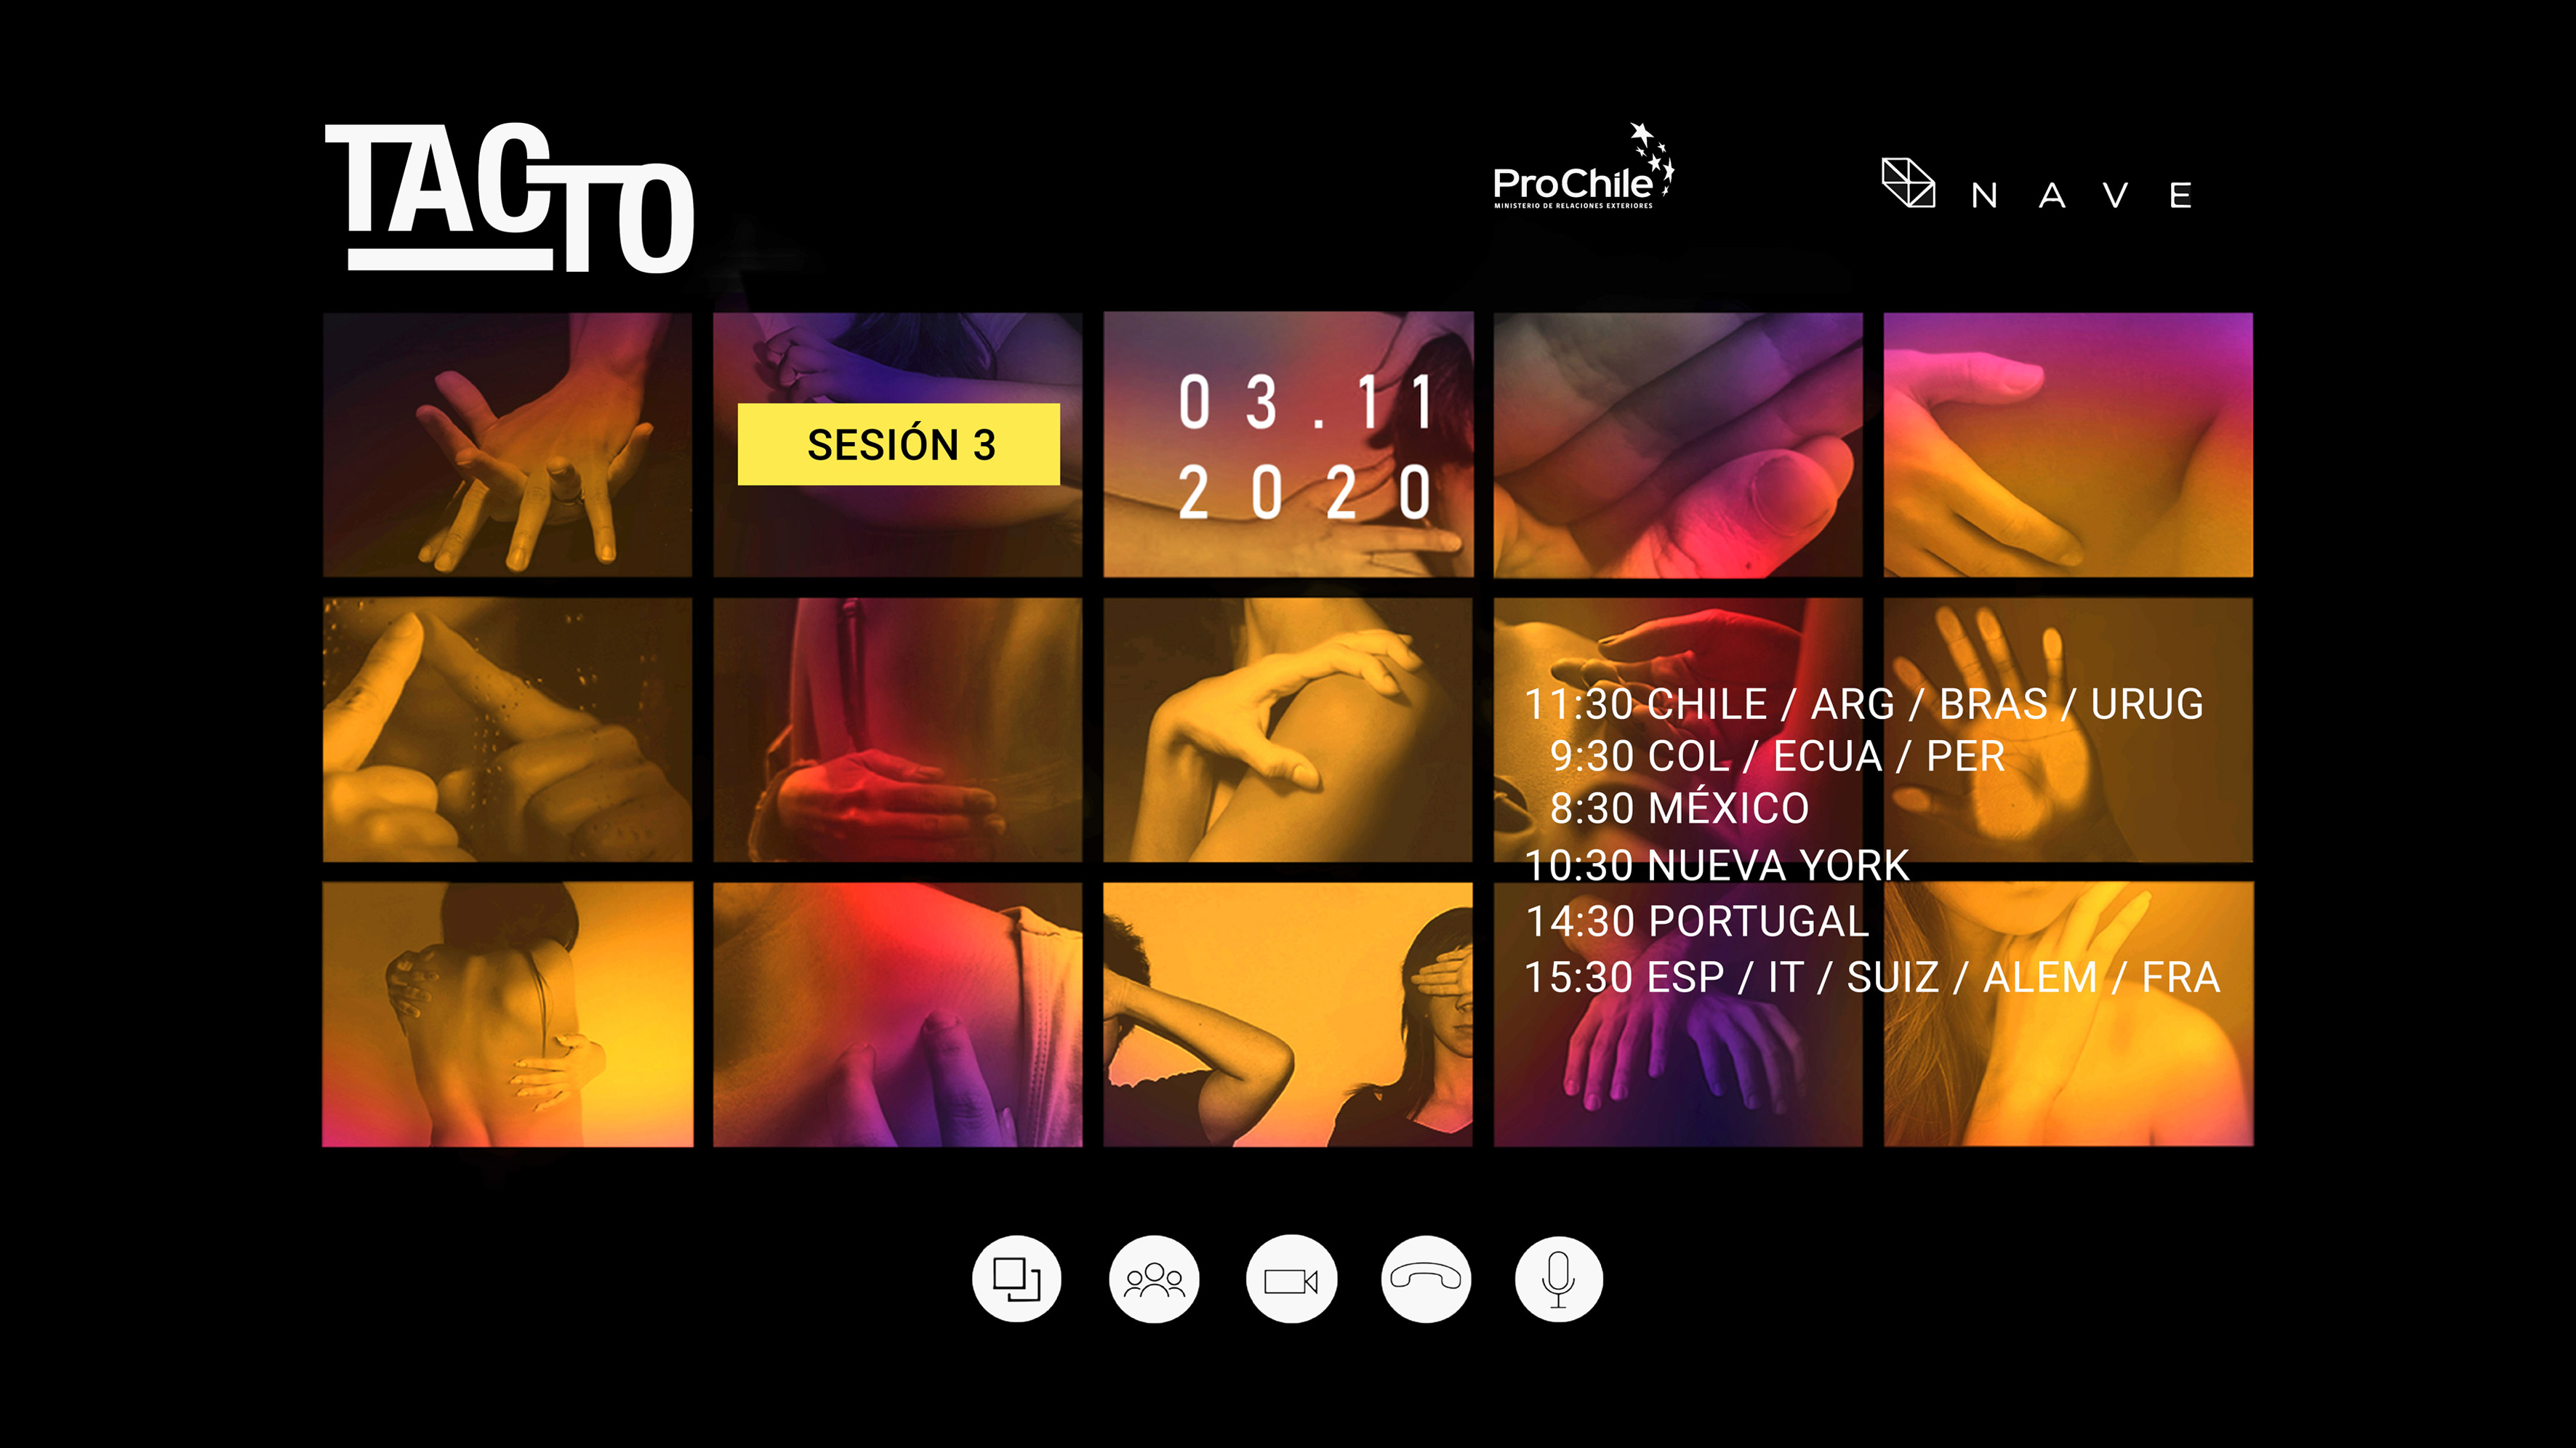 TACTO
ProChile
MINISTERIO DE RELACIONES EXTERIORES
NAVE
SESIÓN 3
03.11
2020
11:30 CHILE / ARG / BRAS / URUG
9:30 COL / ECUA / PER
8:30 MÉXICO
10:30 NUEVA YORK
14:30 PORTUGAL
15:30 ESP / IT / SUIZ / ALEM / FRA